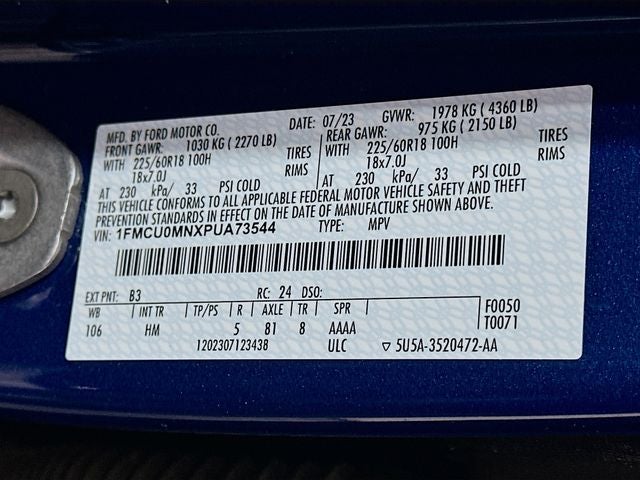 MFD. BY FORD MOTOR CO. DATE: 07/23 GVWR: 1978 KG ( 4360 LB)
FRONT GAWR: 1030 KG ( 2270 LB) REAR GAWR: 975 KG ( 2150 LB)
WITH 225/60R18 100H TIRES WITH 225/60R18 100H TIRES
18x7.0J RIMS 18x7.0J RIMS
AT 230 kPa/ 33 PSI COLD AT 230 kPa/ 33 PSI COLD
THIS VEHICLE CONFORMS TO ALL APPLICABLE FEDERAL MOTOR VEHICLE SAFETY AND THEFT
PREVENTION STANDARDS IN EFFECT ON THE DATE OF MANUFACTURE SHOWN ABOVE.
VIN: 1FMCU0MNXPUA73544 TYPE: MPV
EXT PNT: B3 RC: 24 DSO: F0050
WB | INT TR | TP/PS | R | AXLE | TR | SPR | T0071
106 HM 5 81 8 AAAA
1202307123438 ULC ▽ 5U5A-3520472-AA